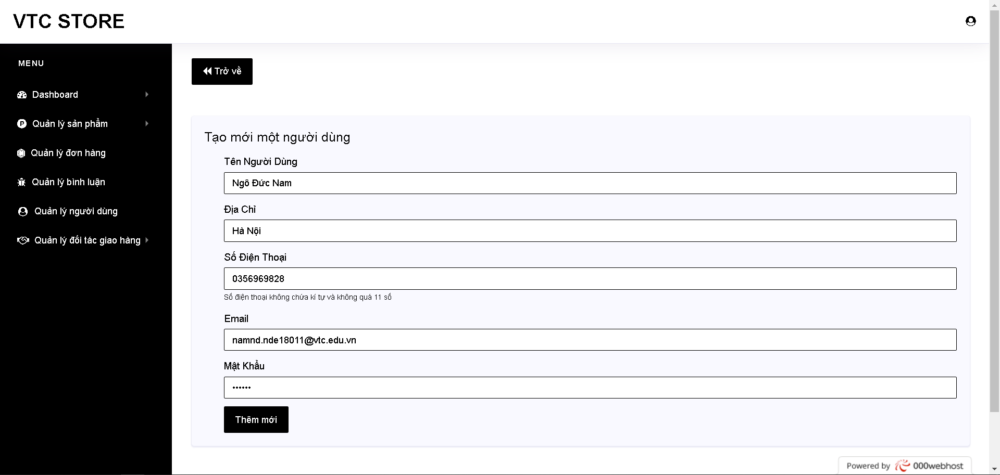 VTC STORE
MENU
Dashboard
Quản lý sản phẩm
Quản lý đơn hàng
Quản lý bình luận
Quản lý người dùng
Quản lý đối tác giao hàng
Trở về
Tạo mới một người dùng
Tên Người Dùng
Ngô Đức Nam
Địa Chỉ
Hà Nội
Số Điện Thoại
0356969828
Số điện thoại không chứa kí tự và không quá 11 số
Email
namnd.nde18011@vtc.edu.vn
Mật Khẩu
••••••
Thêm mới
Powered by 000webhost